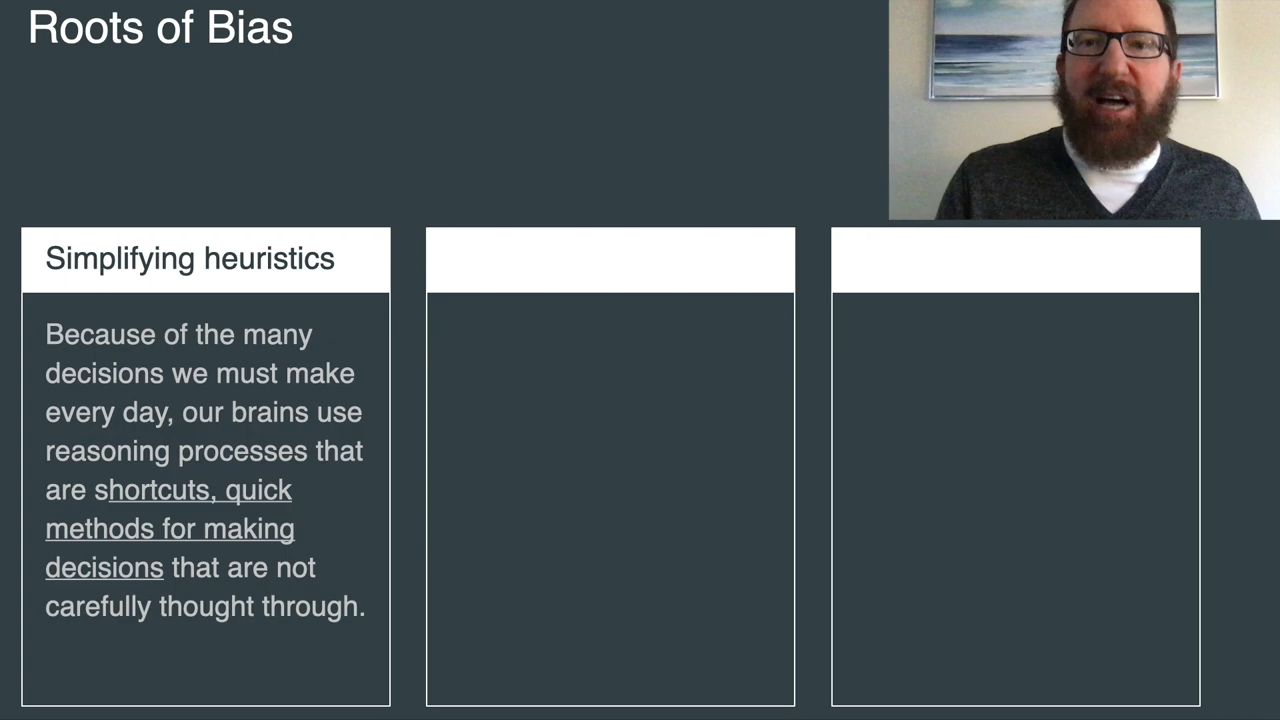 Roots of Bias
Simplifying heuristics
Because of the many
decisions we must make
every day, our brains use
reasoning processes that
are shortcuts, quick
methods for making
decisions that are not
carefully thought through.